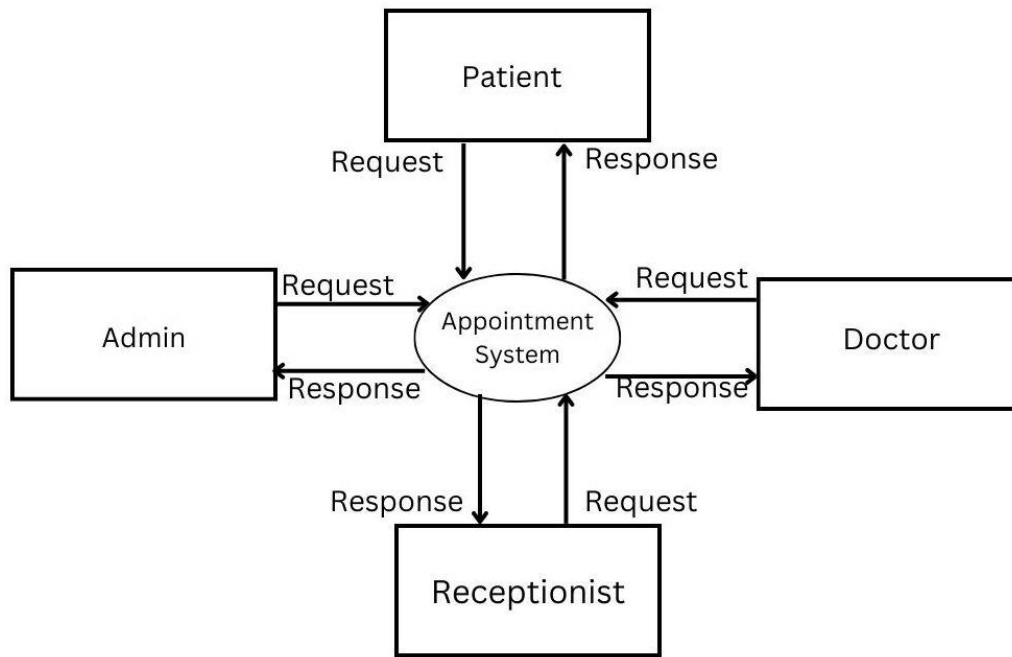 Patient
Request
Response
Request
Request
Admin
Appointment
System
Doctor
Response
Response
Response
Request
Receptionist